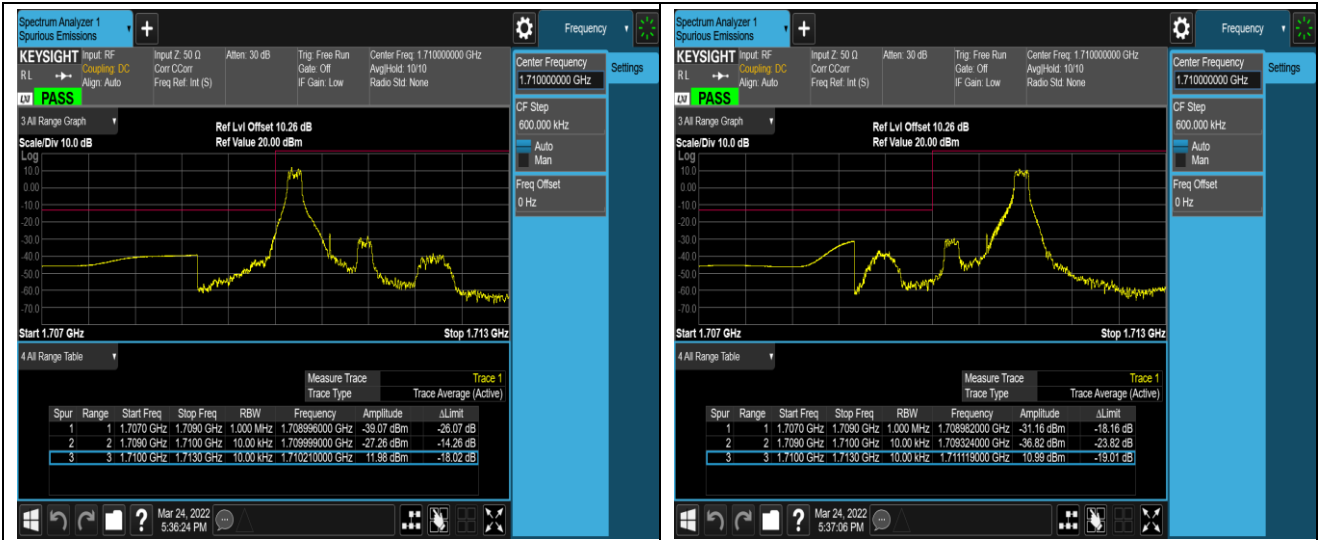 Spectrum Analyzer 1
Spurious Emissions
+
Frequency
KEYSIGHT
R L
LXI
PASS
Input: RF
Coupling: DC
Align: Auto
Input Z: 50 Ω
Corr CCorr
Freq Ref: Int (S)
Atten: 30 dB
Trig: Free Run
Gate: Off
IF Gain: Low
Center Freq: 1.710000000 GHz
Avg|Hold: 10/10
Radio Std: None
Center Frequency
1.710000000 GHz
Settings
CF Step
600.000 kHz
Auto
Man
Freq Offset
0 Hz
3 All Range Graph
Ref Lvl Offset 10.26 dB
Scale/Div 10.0 dB
Ref Value 20.00 dBm
Log
10.0
0.00
-10.0
-20.0
-30.0
-40.0
-50.0
-60.0
-70.0
Start 1.707 GHz
Stop 1.713 GHz
4 All Range Table
Measure Trace Trace 1
Trace Type Trace Average (Active)
Spur Range Start Freq Stop Freq RBW Frequency Amplitude ΔLimit
1 1 1.7070 GHz 1.7090 GHz 1.000 MHz 1.708996000 GHz -39.07 dBm -26.07 dB
2 2 1.7090 GHz 1.7100 GHz 10.00 kHz 1.709999000 GHz -27.26 dBm -14.26 dB
3 3 1.7100 GHz 1.7130 GHz 10.00 kHz 1.710210000 GHz 11.98 dBm -18.02 dB
?
Mar 24, 2022
5:36:24 PM
Spectrum Analyzer 1
Spurious Emissions
+
Frequency
KEYSIGHT
R L
LXI
PASS
Input: RF
Coupling: DC
Align: Auto
Input Z: 50 Ω
Corr CCorr
Freq Ref: Int (S)
Atten: 30 dB
Trig: Free Run
Gate: Off
IF Gain: Low
Center Freq: 1.710000000 GHz
Avg|Hold: 10/10
Radio Std: None
Center Frequency
1.710000000 GHz
Settings
CF Step
600.000 kHz
Auto
Man
Freq Offset
0 Hz
3 All Range Graph
Ref Lvl Offset 10.26 dB
Scale/Div 10.0 dB
Ref Value 20.00 dBm
Log
10.0
0.00
-10.0
-20.0
-30.0
-40.0
-50.0
-60.0
-70.0
Start 1.707 GHz
Stop 1.713 GHz
4 All Range Table
Measure Trace Trace 1
Trace Type Trace Average (Active)
Spur Range Start Freq Stop Freq RBW Frequency Amplitude ΔLimit
1 1 1.7070 GHz 1.7090 GHz 1.000 MHz 1.708982000 GHz -31.16 dBm -18.16 dB
2 2 1.7090 GHz 1.7100 GHz 10.00 kHz 1.709324000 GHz -36.82 dBm -23.82 dB
3 3 1.7100 GHz 1.7130 GHz 10.00 kHz 1.711119000 GHz 10.99 dBm -19.01 dB
?
Mar 24, 2022
5:37:06 PM